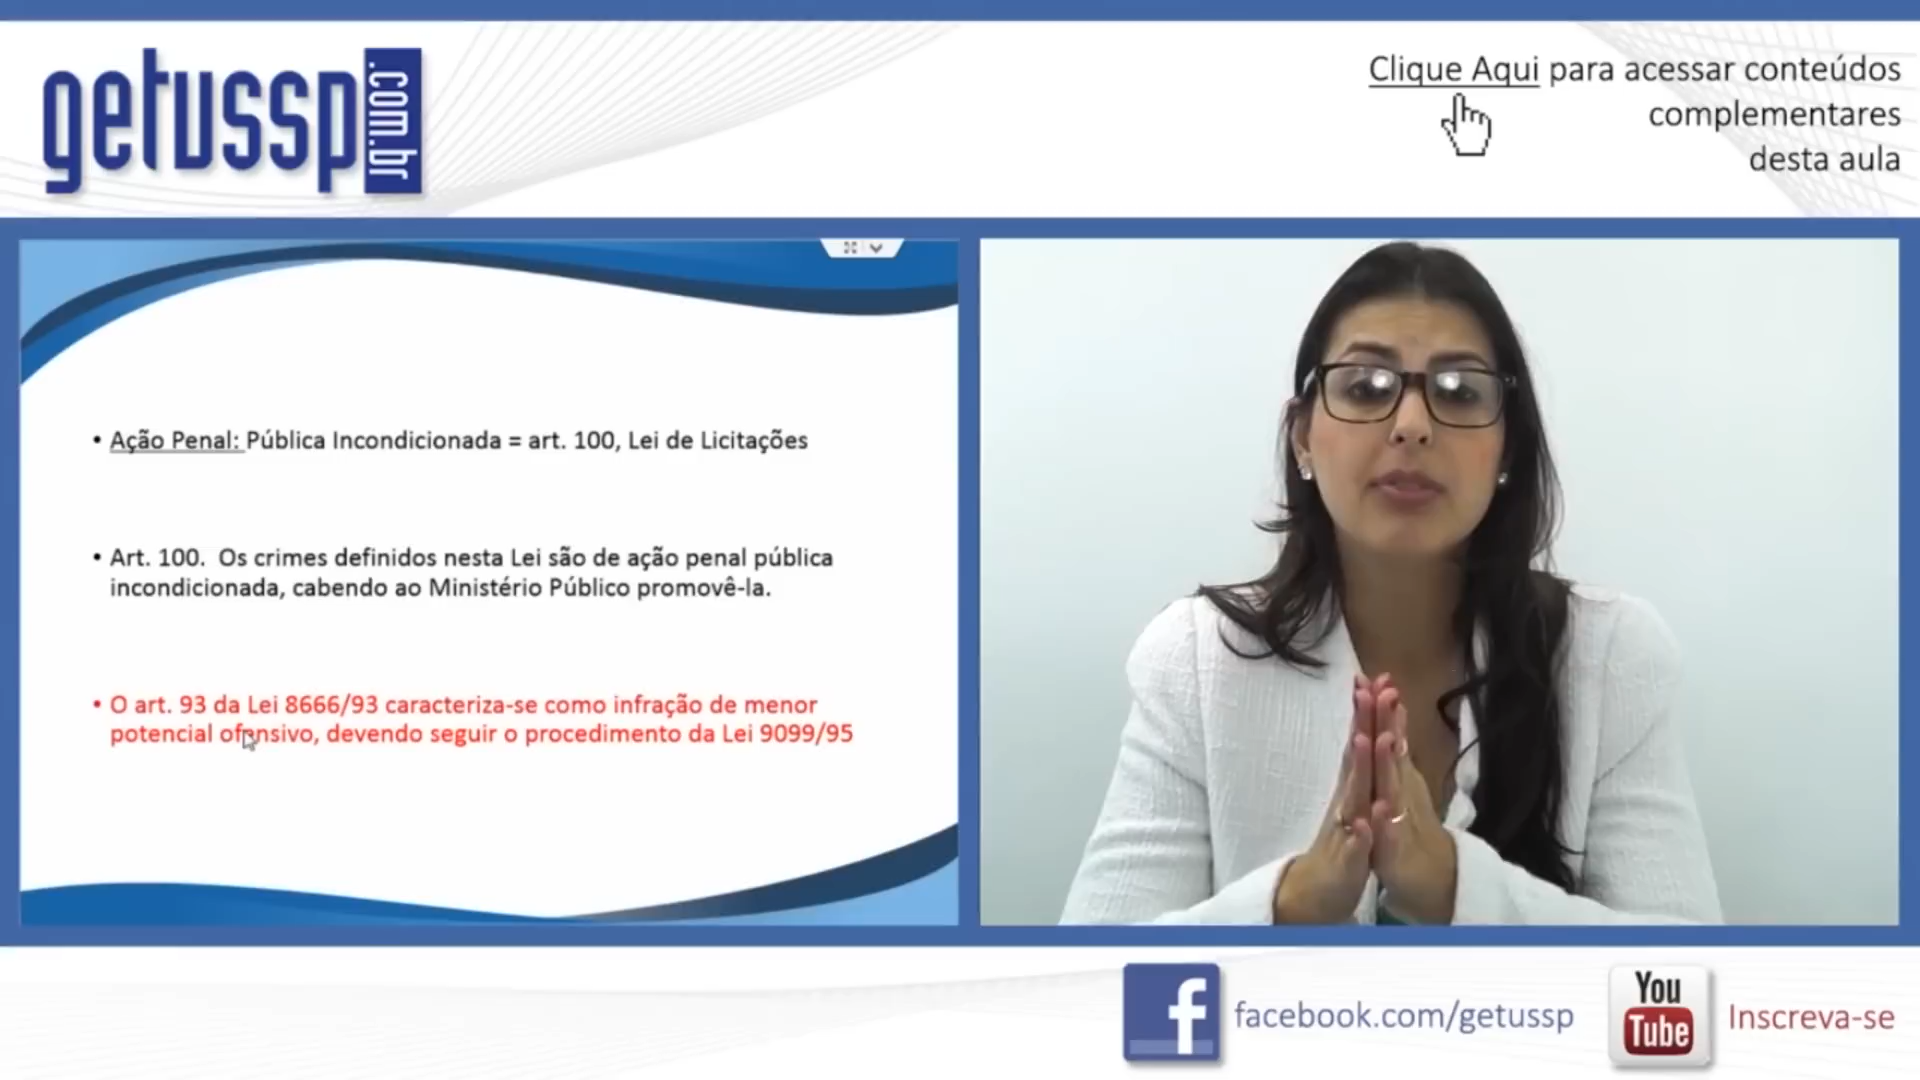 getussp.com.br
Clique Aqui para acessar conteúdos
complementares
desta aula
• Ação Penal: Pública Incondicionada = art. 100, Lei de Licitações
• Art. 100.  Os crimes definidos nesta Lei são de ação penal pública
incondicionada, cabendo ao Ministério Público promovê-la.
• O art. 93 da Lei 8666/93 caracteriza-se como infração de menor
potencial ofensivo, devendo seguir o procedimento da Lei 9099/95
f
facebook.com/getussp
You
Tube
Inscreva-se